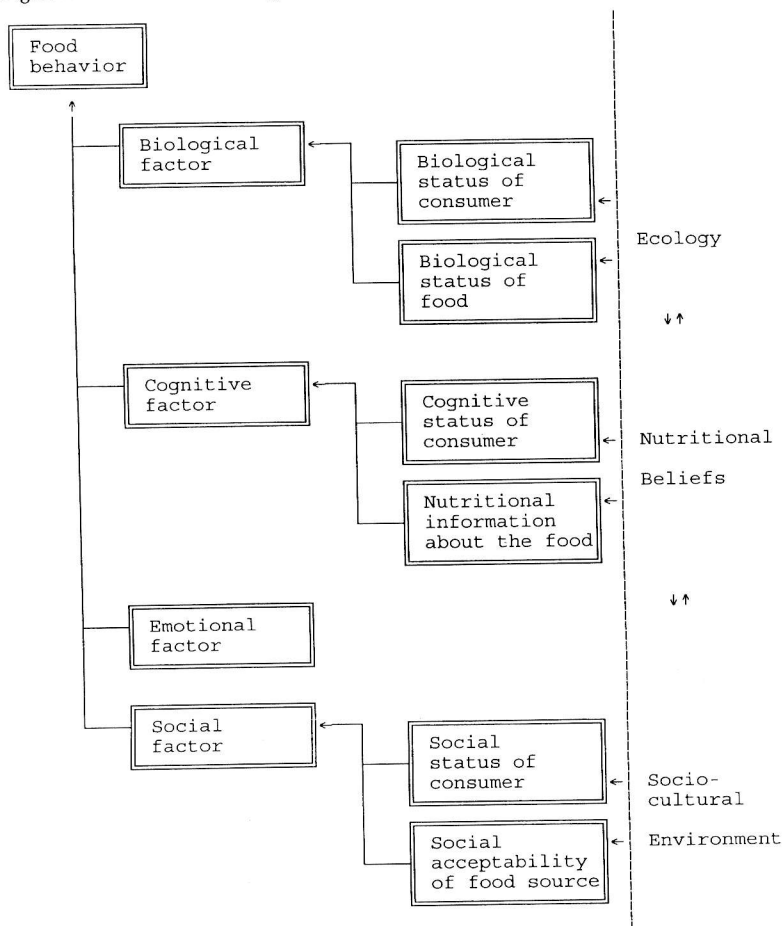 Food
behavior
Biological
factor
Biological
status of
consumer
Ecology
Biological
status of
food
Cognitive
factor
Cognitive
status of
consumer
Nutritional
Beliefs
Nutritional
information
about the food
Emotional
factor
Social
factor
Social
status of
consumer
Socio-
cultural
Environment
Social
acceptability
of food source